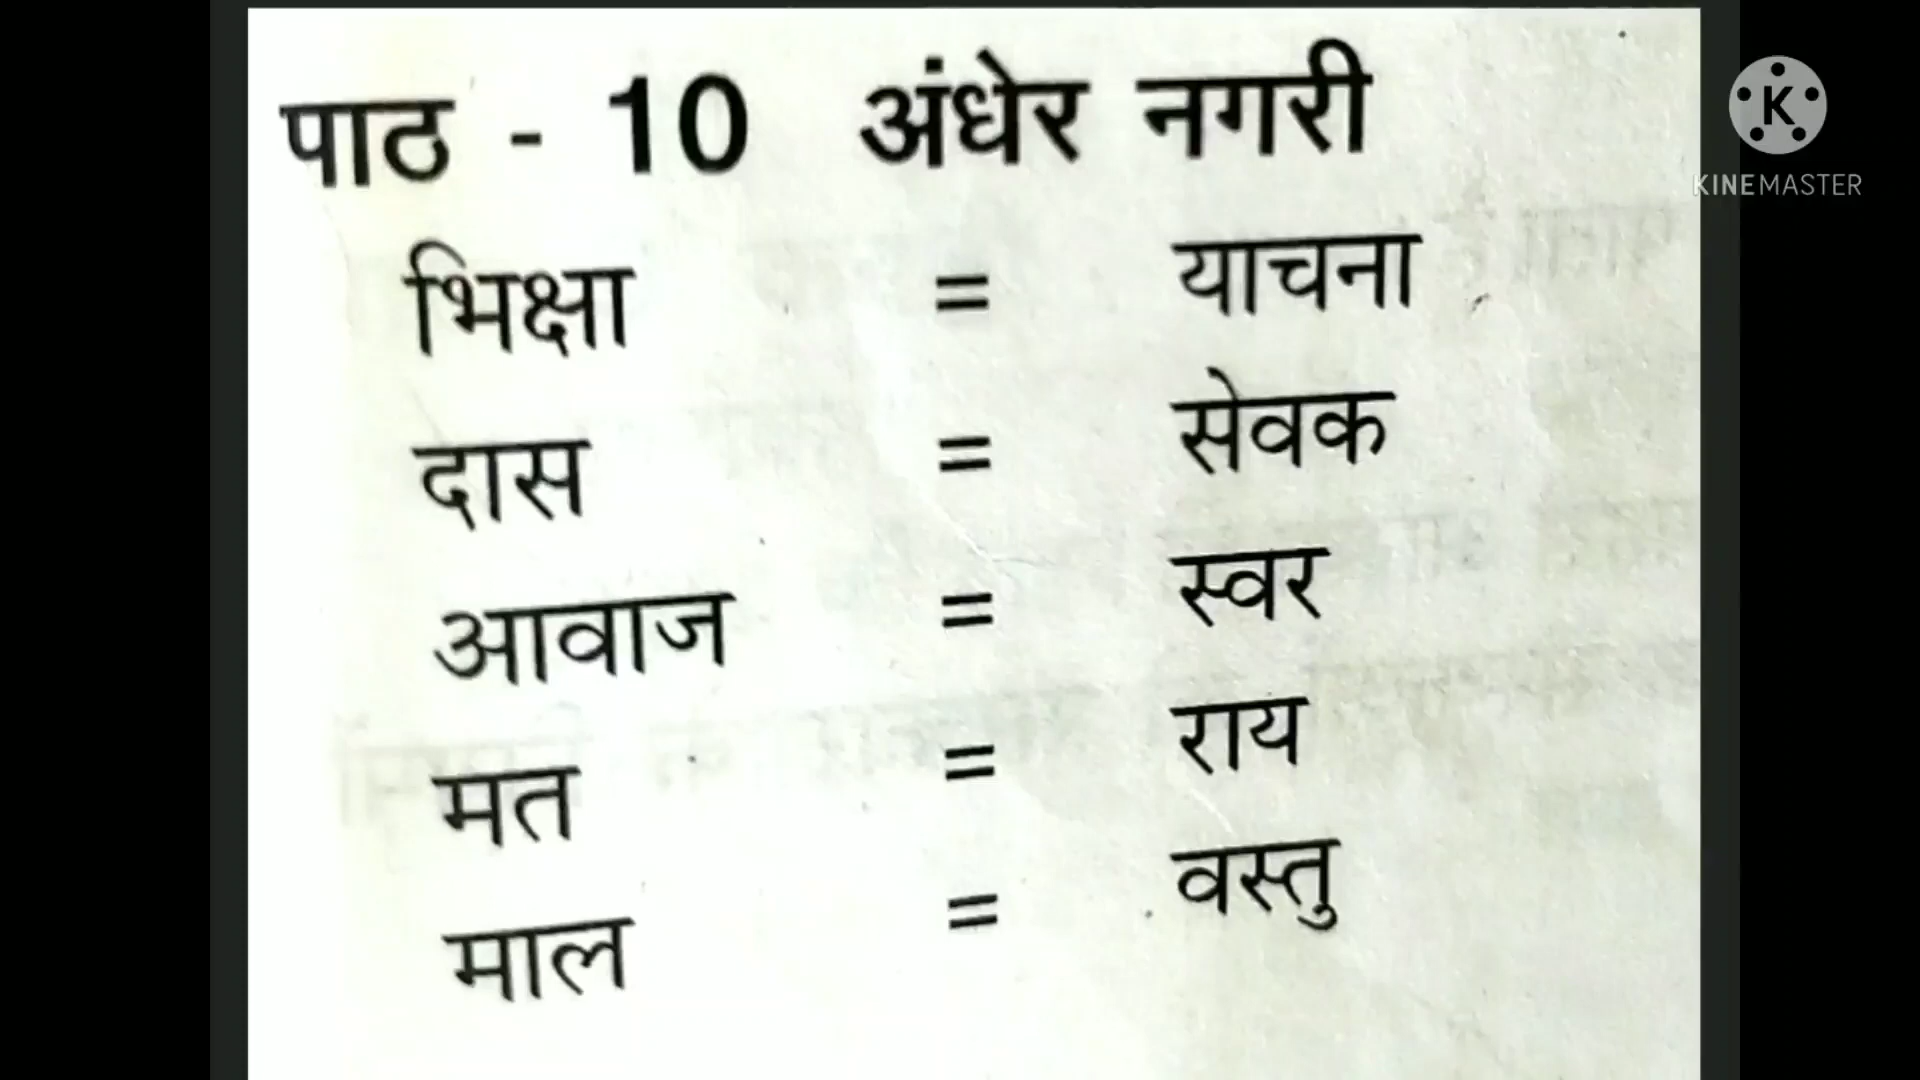 पाठ - 10 अंधेर नगरी
भिक्षा = याचना
दास = सेवक
आवाज = स्वर
मत = राय
माल = वस्तु
K
KINEMASTER